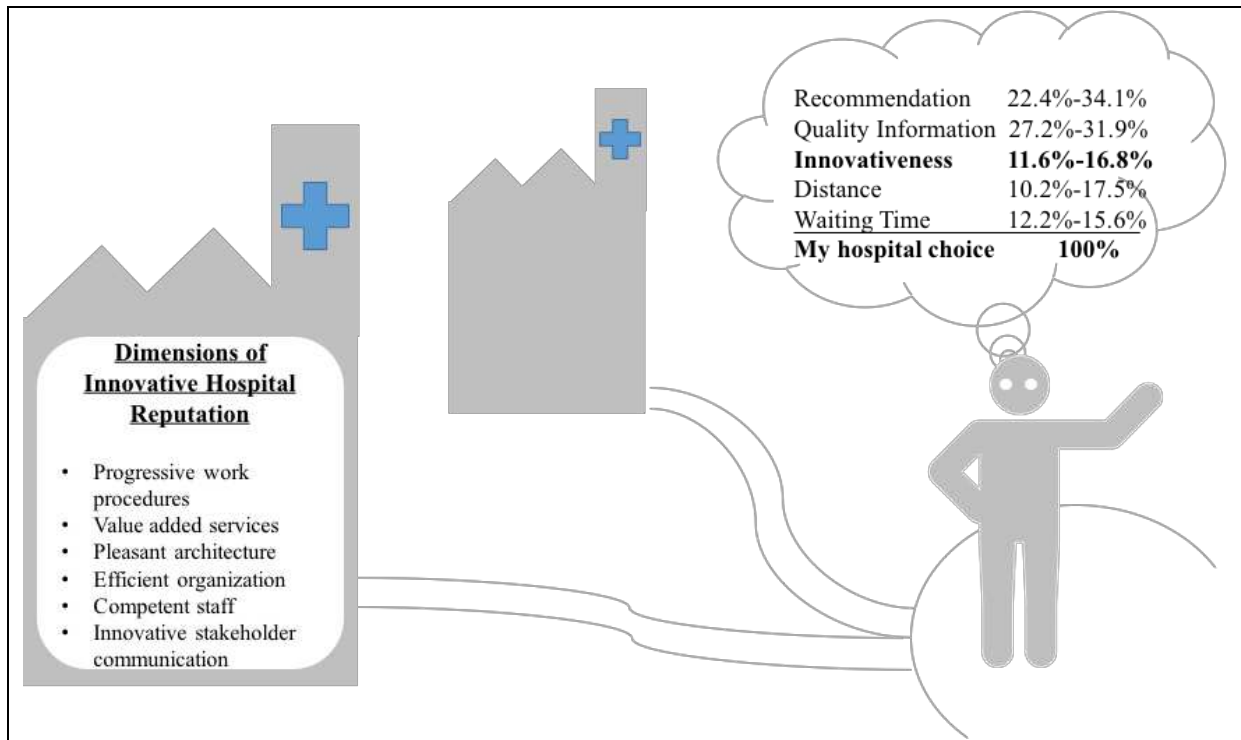 Recommendation 22.4%-34.1%
Quality Information 27.2%-31.9%
Innovativeness 11.6%-16.8%
Distance 10.2%-17.5%
Waiting Time 12.2%-15.6%
My hospital choice 100%
Dimensions of
Innovative Hospital
Reputation
• Progressive work
procedures
• Value added services
• Pleasant architecture
• Efficient organization
• Competent staff
• Innovative stakeholder
communication